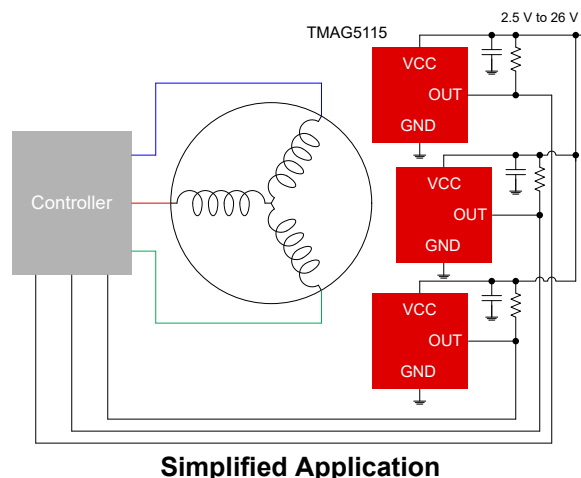 2.5 V to 26 V
TMAG5115
VCC
OUT
GND
VCC
OUT
GND
Controller
VCC
OUT
GND
Simplified Application